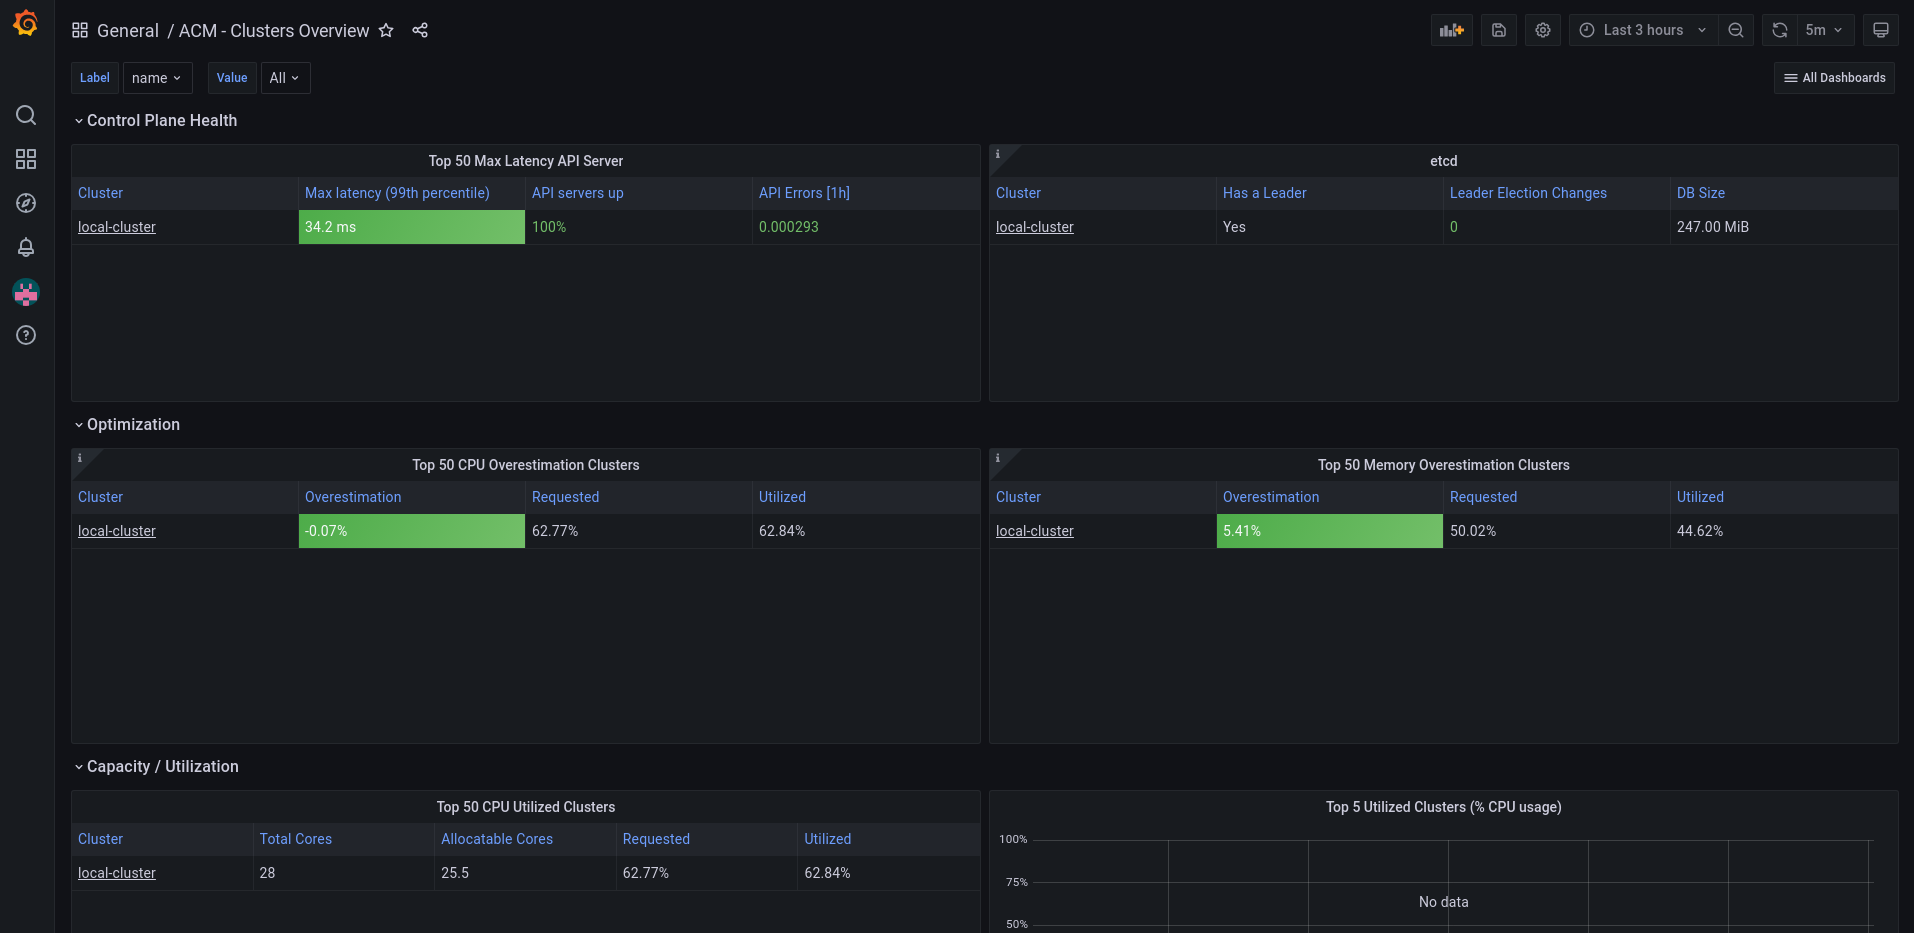 General / ACM - Clusters Overview
Last 3 hours
5m
Label name Value All
All Dashboards
Control Plane Health
Top 50 Max Latency API Server
Cluster Max latency (99th percentile) API servers up API Errors [1h]
local-cluster 34.2 ms 100% 0.000293
etcd
Cluster Has a Leader Leader Election Changes DB Size
local-cluster Yes 0 247.00 MiB
Optimization
Top 50 CPU Overestimation Clusters
Cluster Overestimation Requested Utilized
local-cluster -0.07% 62.77% 62.84%
Top 50 Memory Overestimation Clusters
Cluster Overestimation Requested Utilized
local-cluster 5.41% 50.02% 44.62%
Capacity / Utilization
Top 50 CPU Utilized Clusters
Cluster Total Cores Allocatable Cores Requested Utilized
local-cluster 28 25.5 62.77% 62.84%
Top 5 Utilized Clusters (% CPU usage)
100%
75%
No data
50%